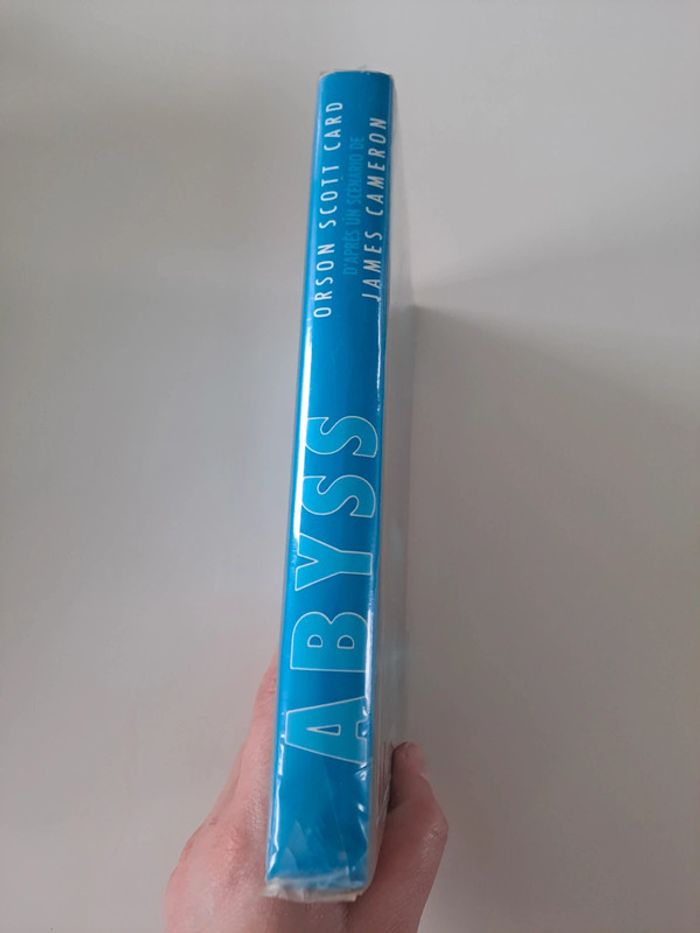 ORSON SCOTT CARD
D'APRÈS UN SCÉNARIO DE
JAMES CAMERON
ABYSS